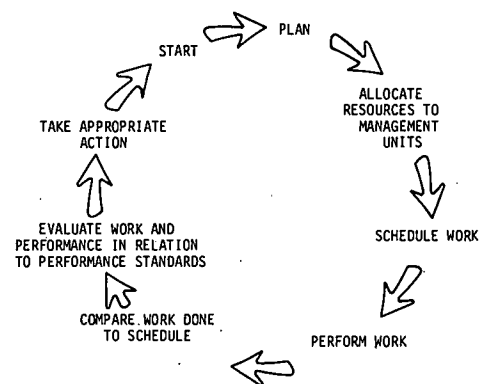 START
PLAN
ALLOCATE
RESOURCES TO
MANAGEMENT
UNITS
SCHEDULE WORK
PERFORM WORK
COMPARE.WORK DONE
TO SCHEDULE
EVALUATE WORK AND
PERFORMANCE IN RELATION
TO PERFORMANCE STANDARDS
TAKE APPROPRIATE
ACTION